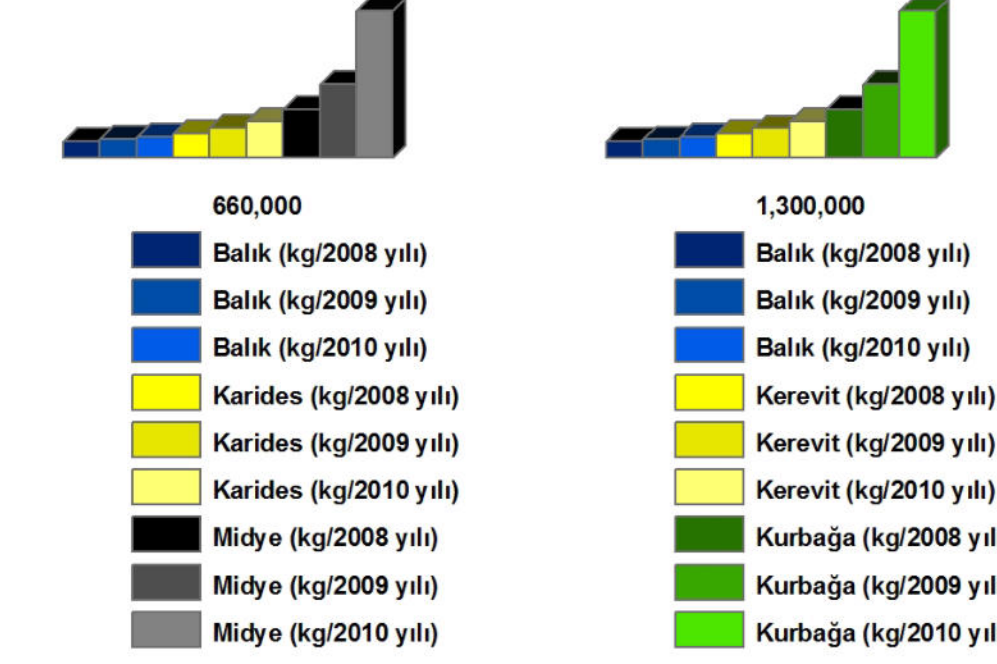 660,000
Balık (kg/2008 yılı)
Balık (kg/2009 yılı)
Balık (kg/2010 yılı)
Karides (kg/2008 yılı)
Karides (kg/2009 yılı)
Karides (kg/2010 yılı)
Midye (kg/2008 yılı)
Midye (kg/2009 yılı)
Midye (kg/2010 yılı)
1,300,000
Balık (kg/2008 yılı)
Balık (kg/2009 yılı)
Balık (kg/2010 yılı)
Kerevit (kg/2008 yılı)
Kerevit (kg/2009 yılı)
Kerevit (kg/2010 yılı)
Kurbağa (kg/2008 yıl
Kurbağa (kg/2009 yıl
Kurbağa (kg/2010 yıl